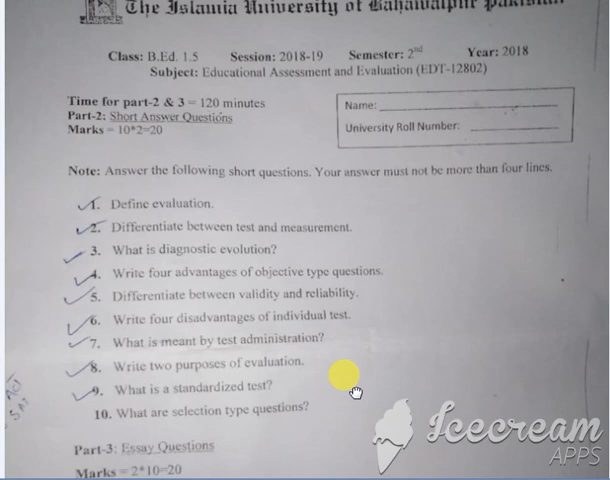 The Islamia University of Bahawalpur Pakistan
Class: B.Ed. 1.5 Session: 2018-19 Semester: 2nd Year: 2018
Subject: Educational Assessment and Evaluation (EDT-12802)
Time for part-2 & 3 = 120 minutes
Part-2: Short Answer Questions
Marks = 10*2=20
Name:
University Roll Number:
Note: Answer the following short questions. Your answer must not be more than four lines.
1. Define evaluation.
2. Differentiate between test and measurement.
3. What is diagnostic evolution?
4. Write four advantages of objective type questions.
5. Differentiate between validity and reliability.
6. Write four disadvantages of individual test.
7. What is meant by test administration?
8. Write two purposes of evaluation.
9. What is a standardized test?
10. What are selection type questions?
ACT
SAT
Part-3: Essay Questions
Marks = 2*10=20
Icecream
APPS